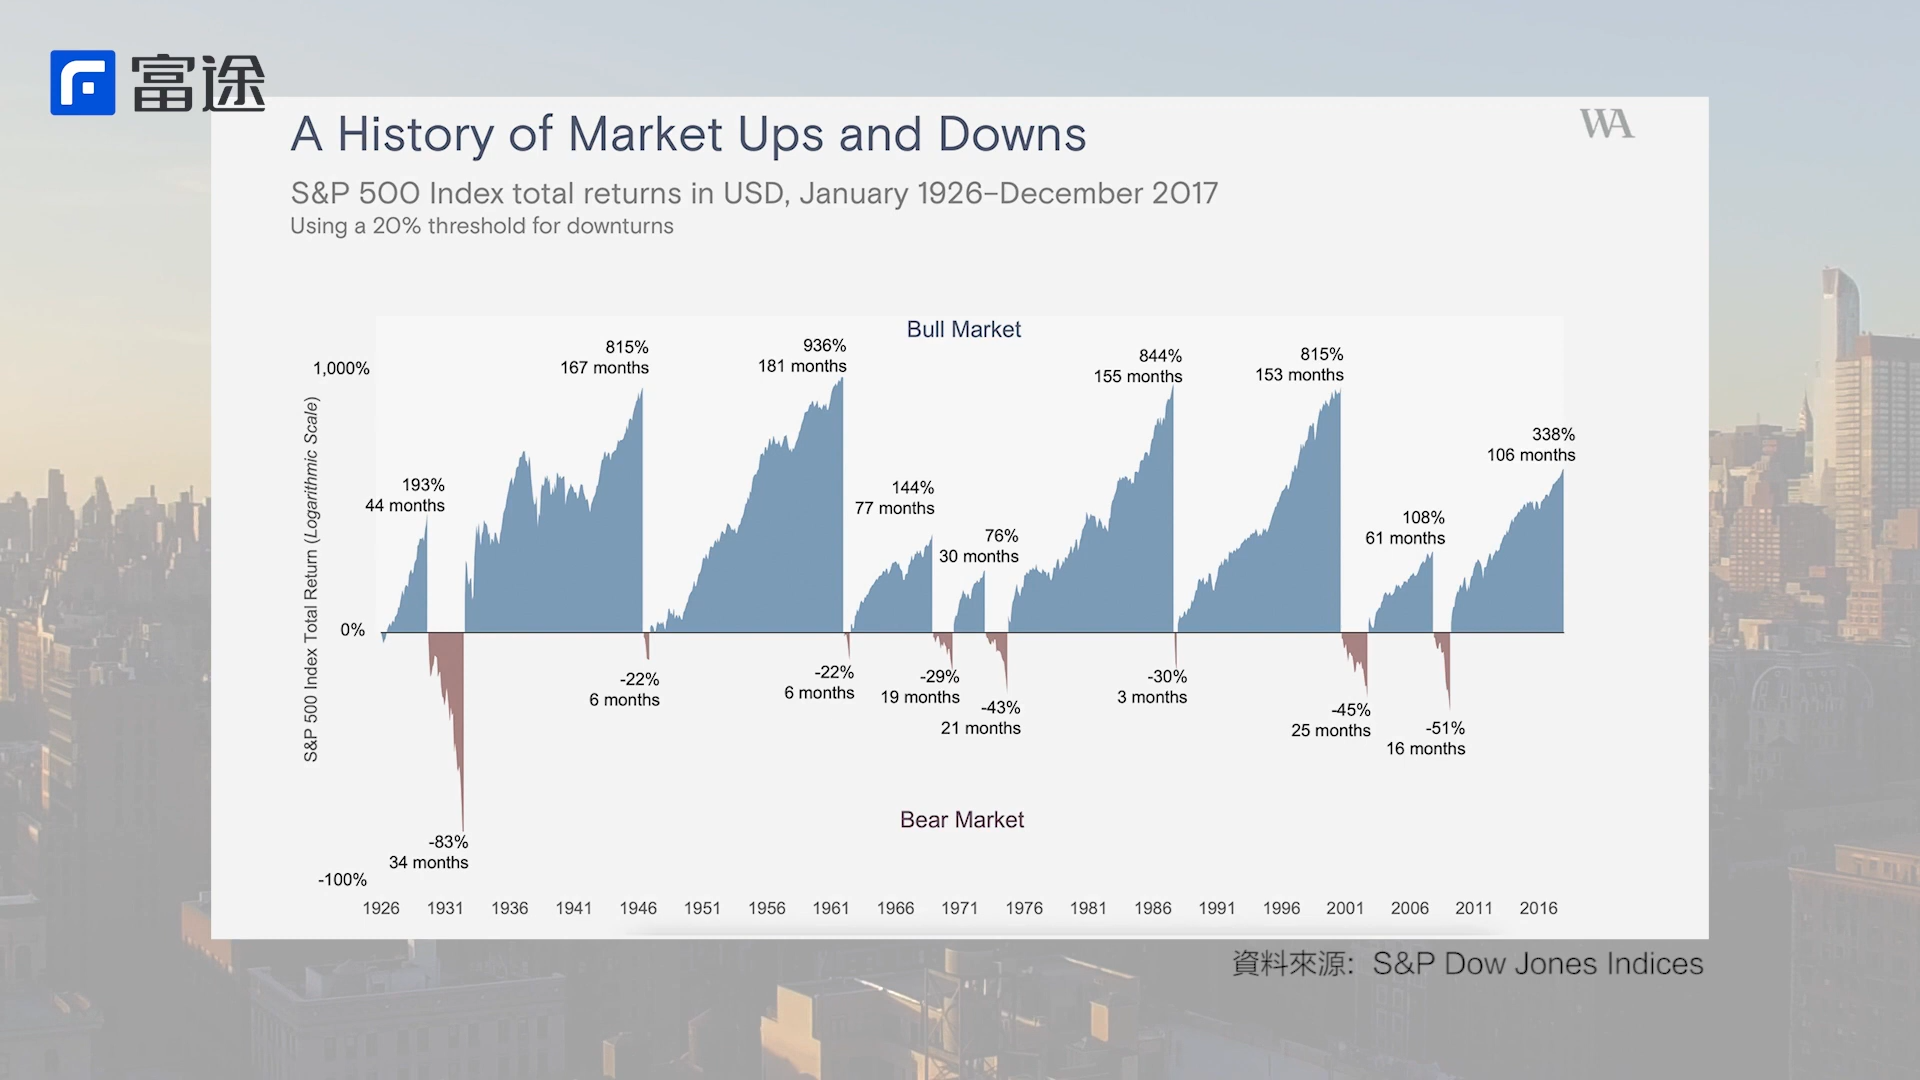 富途
A History of Market Ups and Downs
WA
S&P 500 Index total returns in USD, January 1926–December 2017
Using a 20% threshold for downturns
Bull Market
1,000%
0%
-100%
S&P 500 Index Total Return (Logarithmic Scale)
193%
44 months
815%
167 months
936%
181 months
144%
77 months
76%
30 months
844%
155 months
815%
153 months
108%
61 months
338%
106 months
-83%
34 months
-22%
6 months
-22%
6 months
-29%
19 months
-43%
21 months
-30%
3 months
-45%
25 months
-51%
16 months
Bear Market
1926 1931 1936 1941 1946 1951 1956 1961 1966 1971 1976 1981 1986 1991 1996 2001 2006 2011 2016
資料來源: S&P Dow Jones Indices